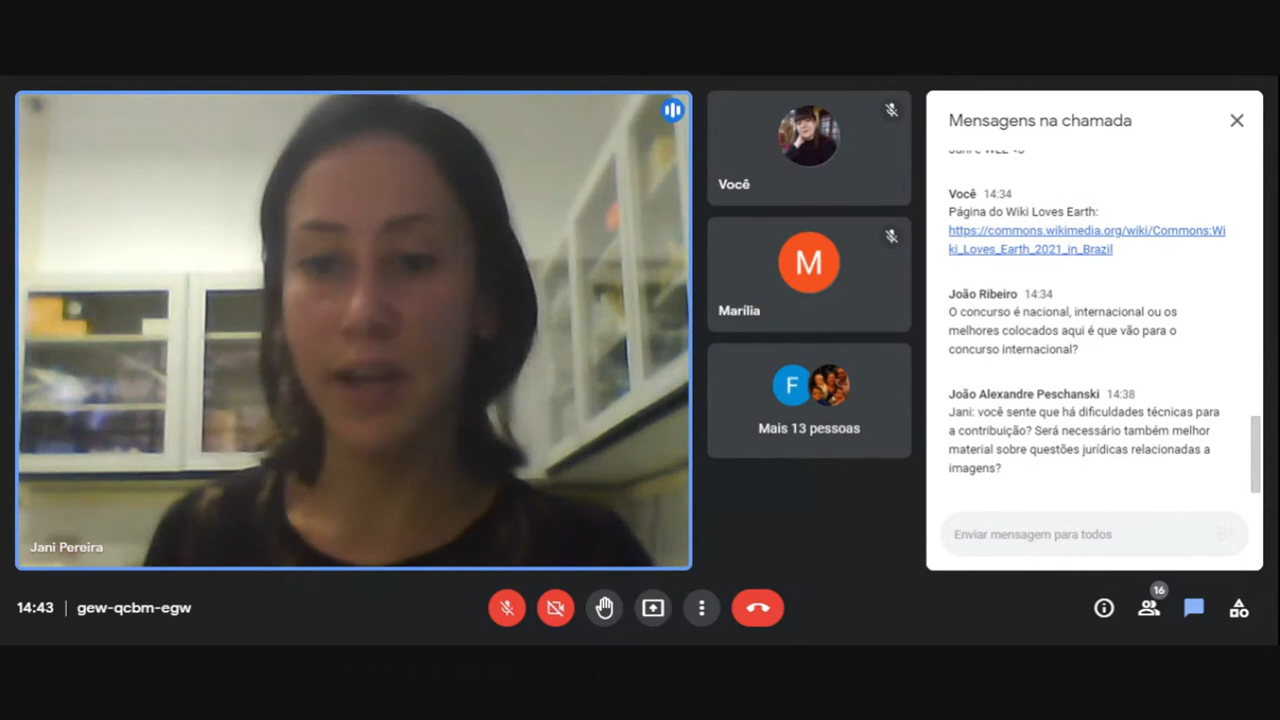 Jani Pereira
Você
M
Marília
F
Mais 13 pessoas
Mensagens na chamada
Você 14:34
Página do Wiki Loves Earth:
https://commons.wikimedia.org/wiki/Commons:Wi
ki_Loves_Earth_2021_in_Brazil
João Ribeiro 14:34
O concurso é nacional, internacional ou os
melhores colocados aqui é que vão para o
concurso internacional?
João Alexandre Peschanski 14:38
Jani: você sente que há dificuldades técnicas para
a contribuição? Será necessário também melhor
material sobre questões jurídicas relacionadas a
imagens?
Enviar mensagem para todos
14:43 | gew-qcbm-egw
16